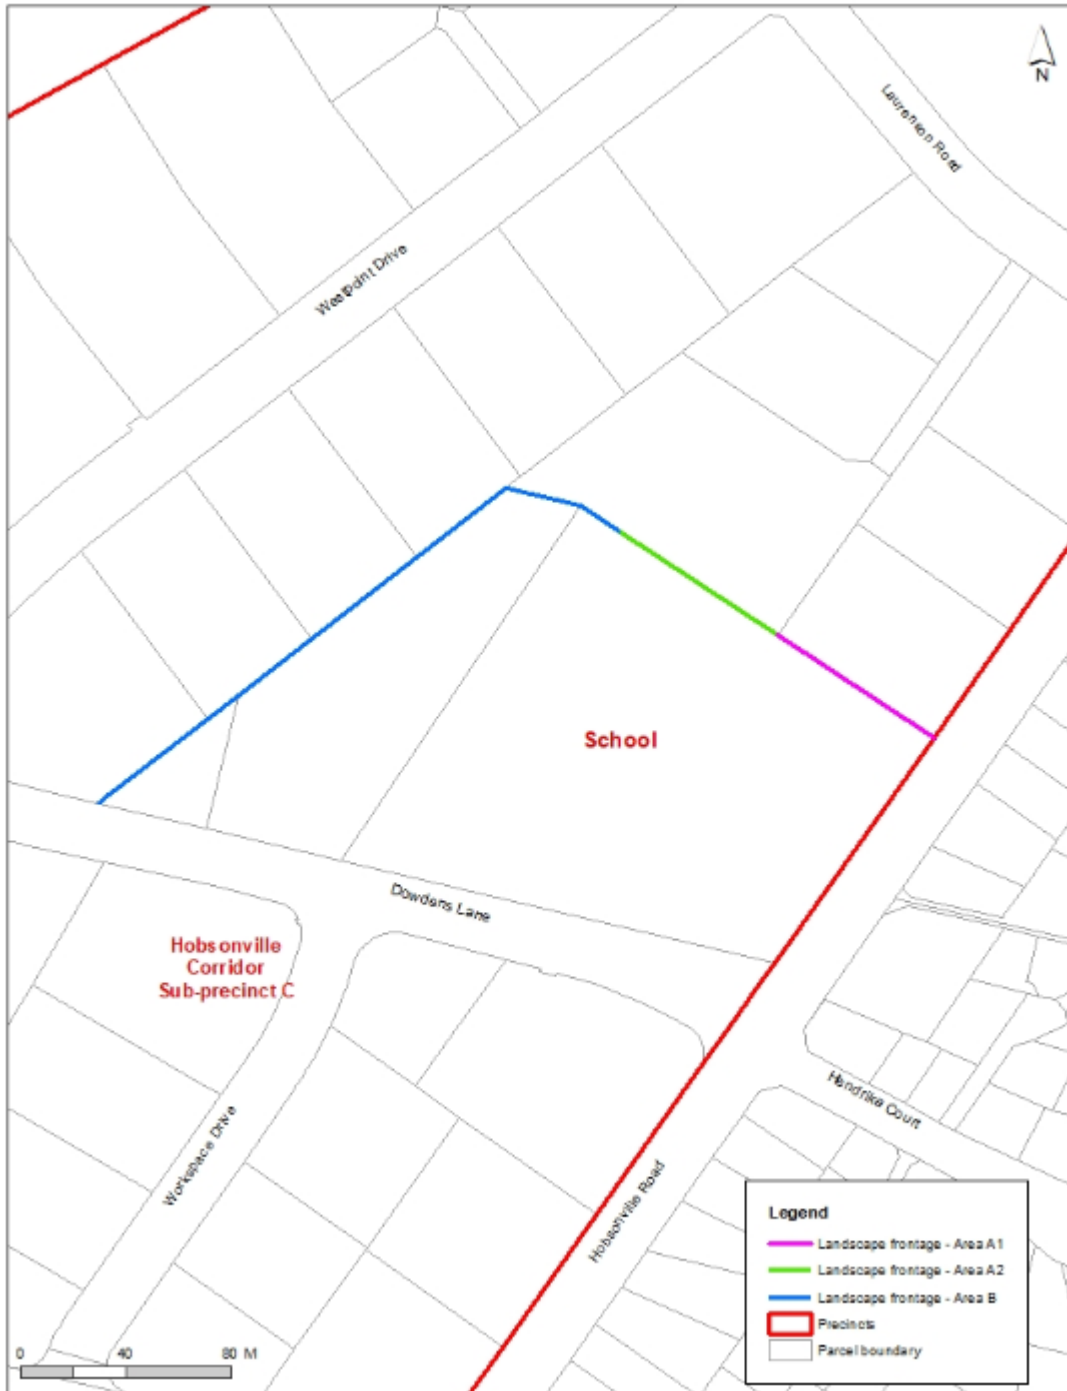 N
Laurenson Road
Westpoint Drive
School
Dowdens Lane
Hobsonville
Corridor
Sub-precinct C
Hendrika Court
Workspace Drive
Hobsonville Road
Legend
Landscape frontage - Area A1
Landscape frontage - Area A2
Landscape frontage - Area B
Precincts
Parcel boundary
0 40 80 M